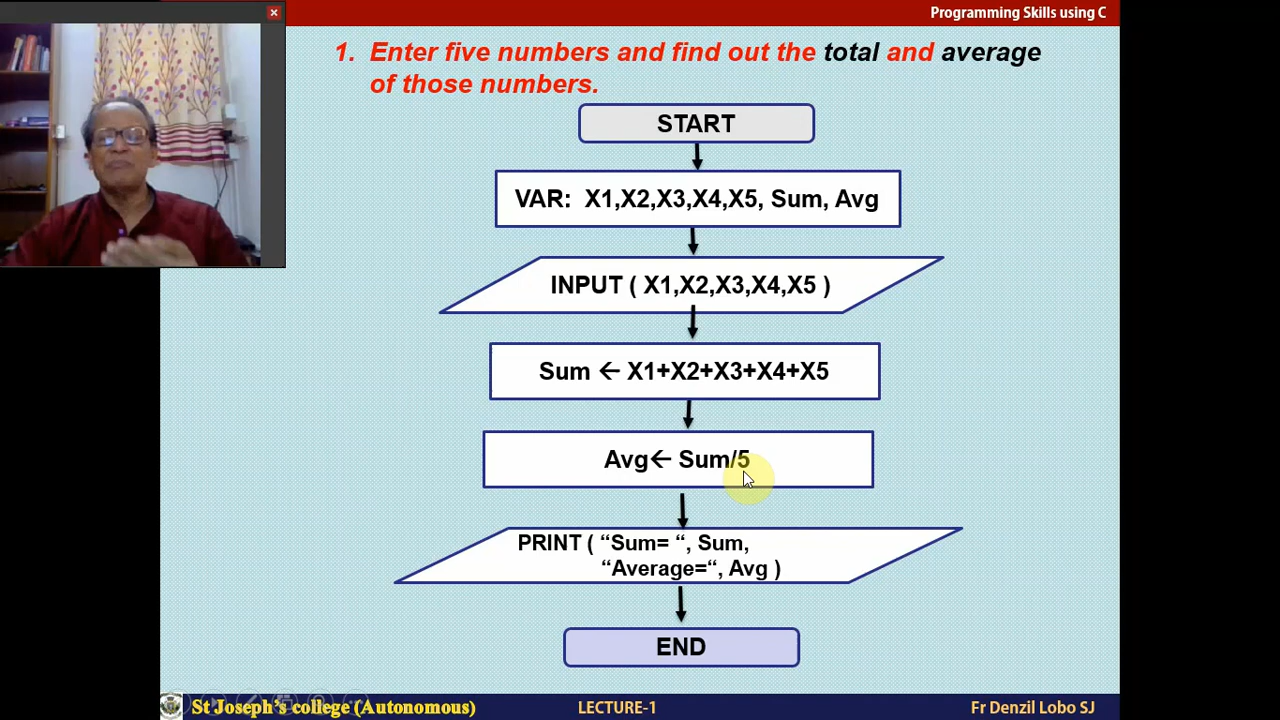 Programming Skills using C
1. Enter five numbers and find out the total and average
of those numbers.
START
VAR: X1,X2,X3,X4,X5, Sum, Avg
INPUT ( X1,X2,X3,X4,X5 )
Sum ← X1+X2+X3+X4+X5
Avg← Sum/5
PRINT ( “Sum= “, Sum,
“Average=“, Avg )
END
St Joseph's college (Autonomous)
LECTURE-1
Fr Denzil Lobo SJ